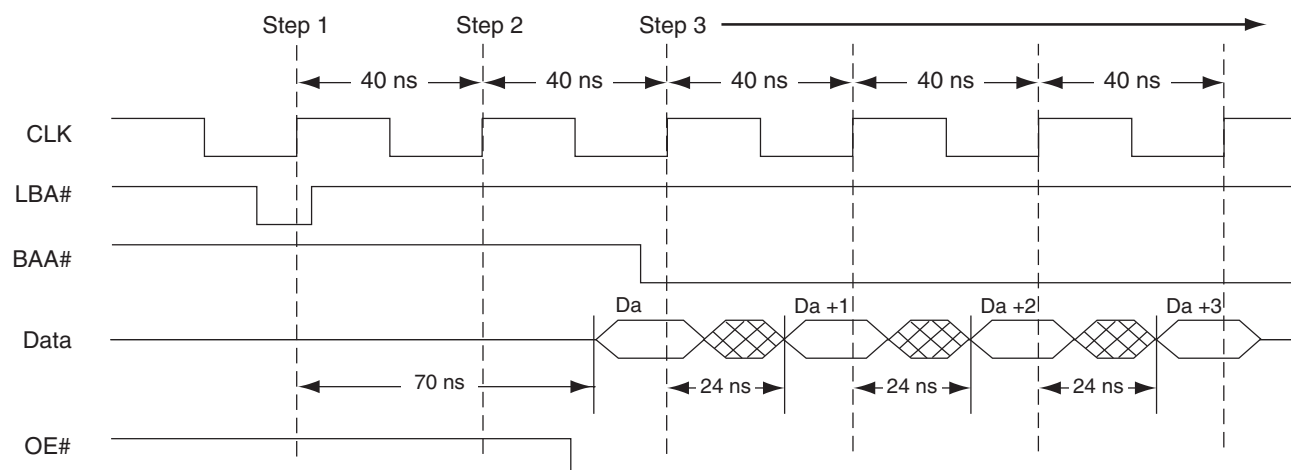 Step 1 Step 2 Step 3
40 ns 40 ns 40 ns 40 ns 40 ns
CLK
LBA#
BAA#
Da Da +1 Da +2 Da +3
Data
70 ns 24 ns 24 ns 24 ns
OE#